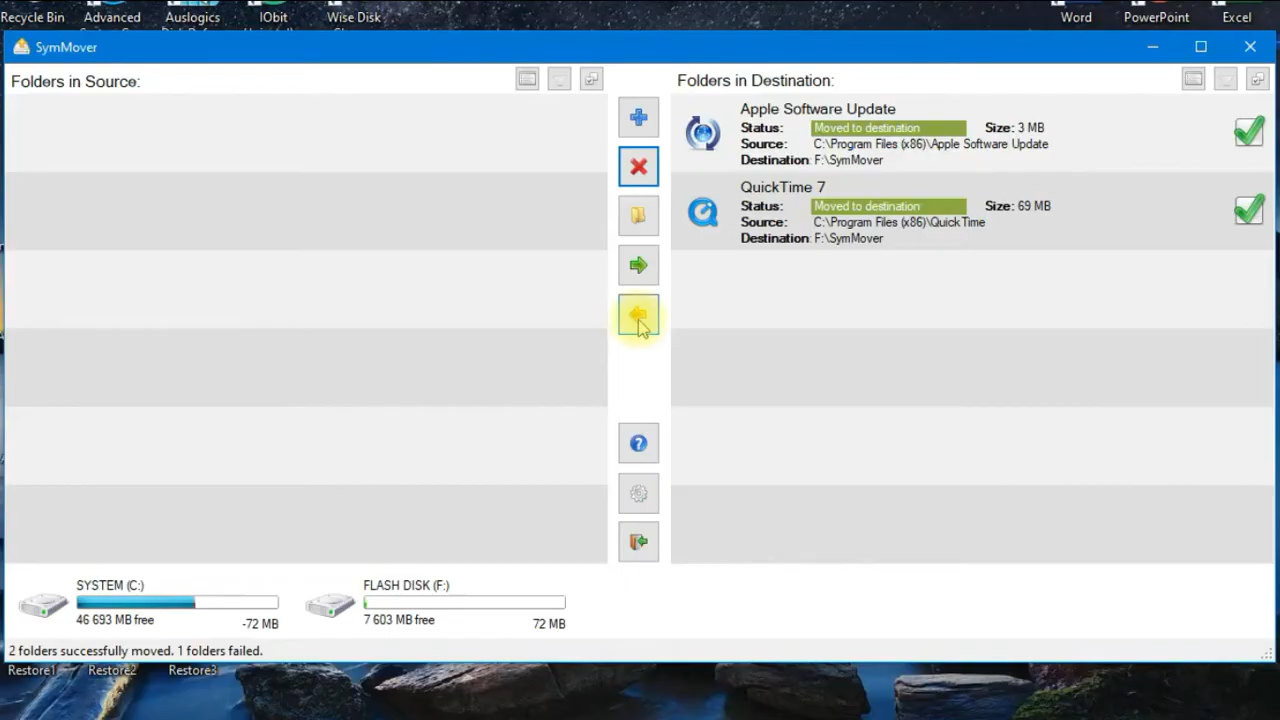 Recycle Bin
Advanced
Auslogics
IObit
Wise Disk
Word
PowerPoint
Excel
SymMover
Folders in Source:
Folders in Destination:
Apple Software Update
Status: Moved to destination Size: 3 MB
Source: C:\Program Files (x86)\Apple Software Update
Destination: F:\SymMover
QuickTime 7
Status: Moved to destination Size: 69 MB
Source: C:\Program Files (x86)\QuickTime
Destination: F:\SymMover
SYSTEM (C:)
46 693 MB free -72 MB
FLASH DISK (F:)
7 603 MB free 72 MB
2 folders successfully moved. 1 folders failed.
Restore1
Restore2
Restore3